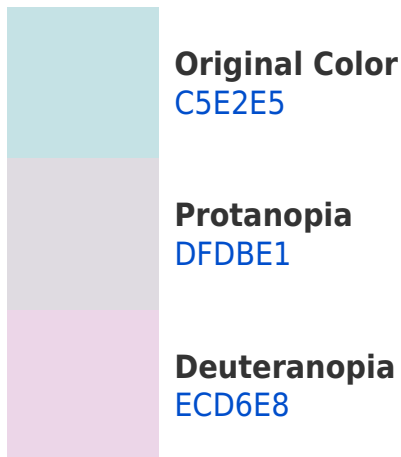 Original Color
C5E2E5
Protanopia
DFDBE1
Deuteranopia
ECD6E8